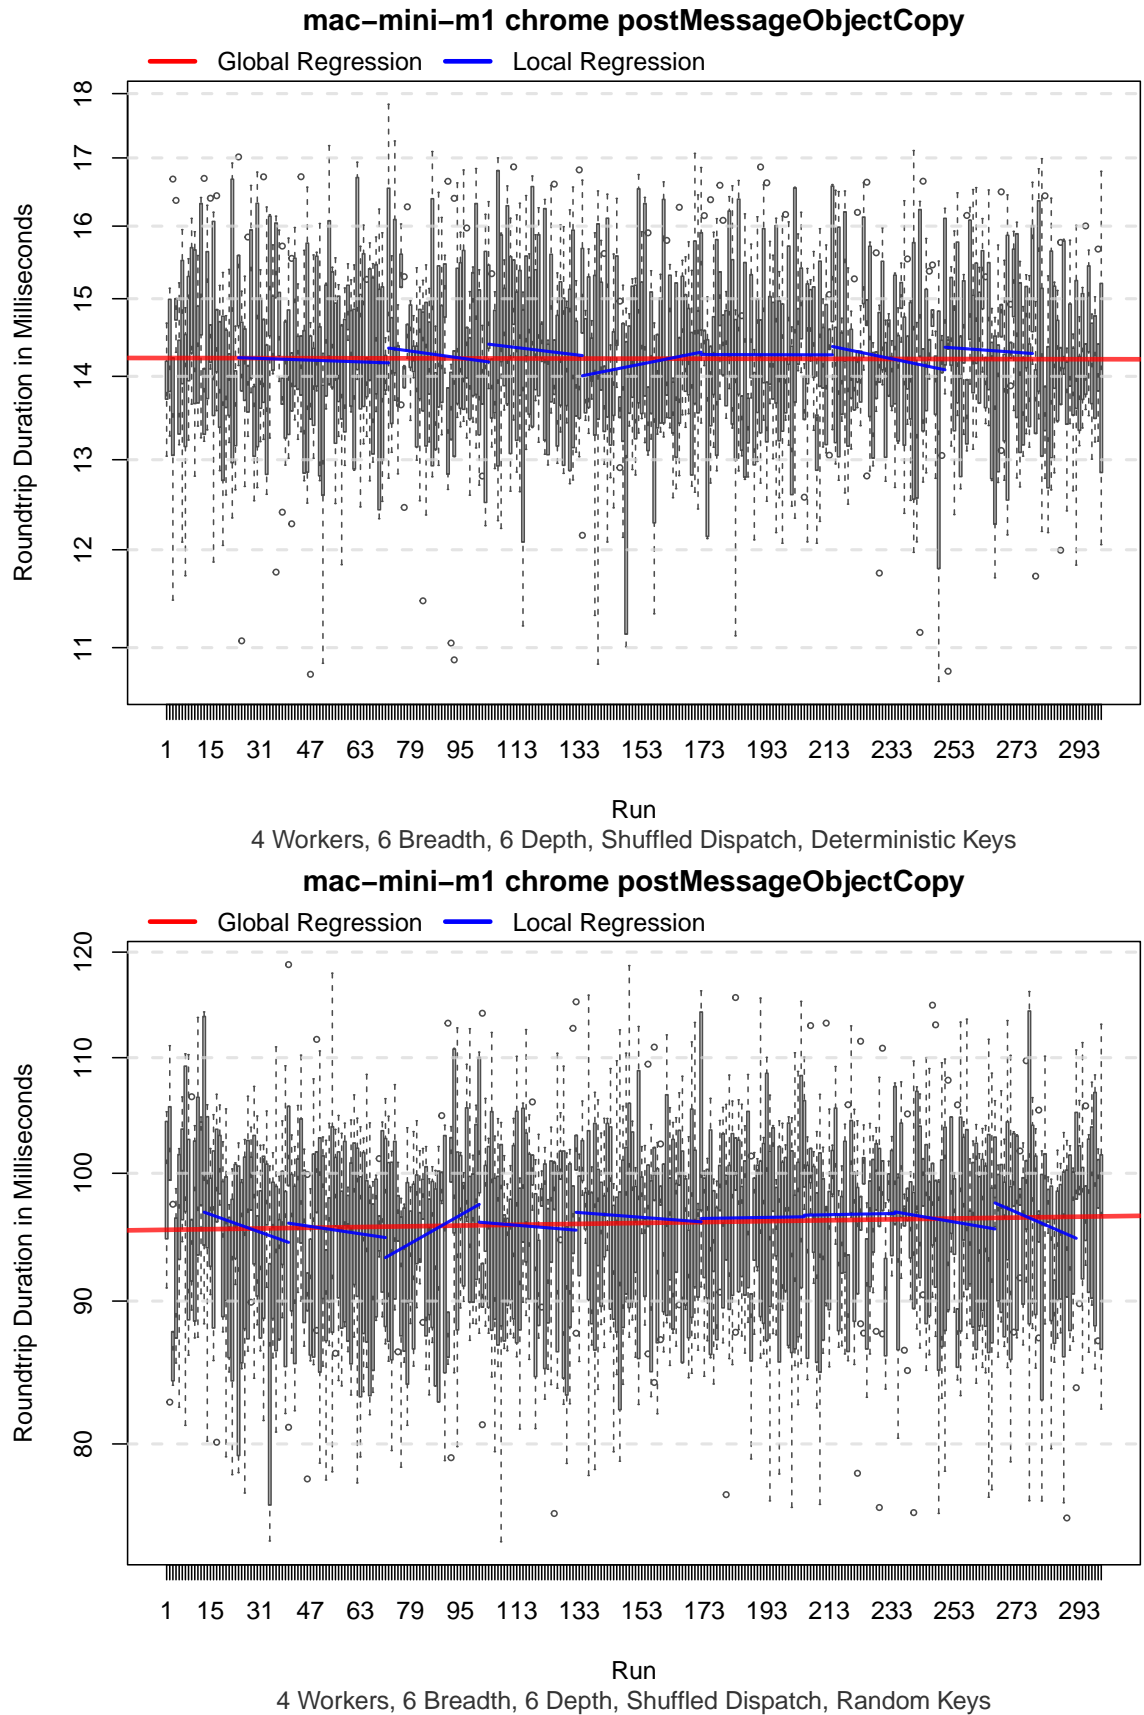 mac−mini−m1 chrome postMessageObjectCopy
Global Regression Local Regression
Roundtrip Duration in Milliseconds
18
17
16
15
14
13
12
11
1 15 31 47 63 79 95 113 133 153 173 193 213 233 253 273 293
Run
4 Workers, 6 Breadth, 6 Depth, Shuffled Dispatch, Deterministic Keys
mac−mini−m1 chrome postMessageObjectCopy
Global Regression Local Regression
Roundtrip Duration in Milliseconds
120
110
100
90
80
1 15 31 47 63 79 95 113 133 153 173 193 213 233 253 273 293
Run
4 Workers, 6 Breadth, 6 Depth, Shuffled Dispatch, Random Keys